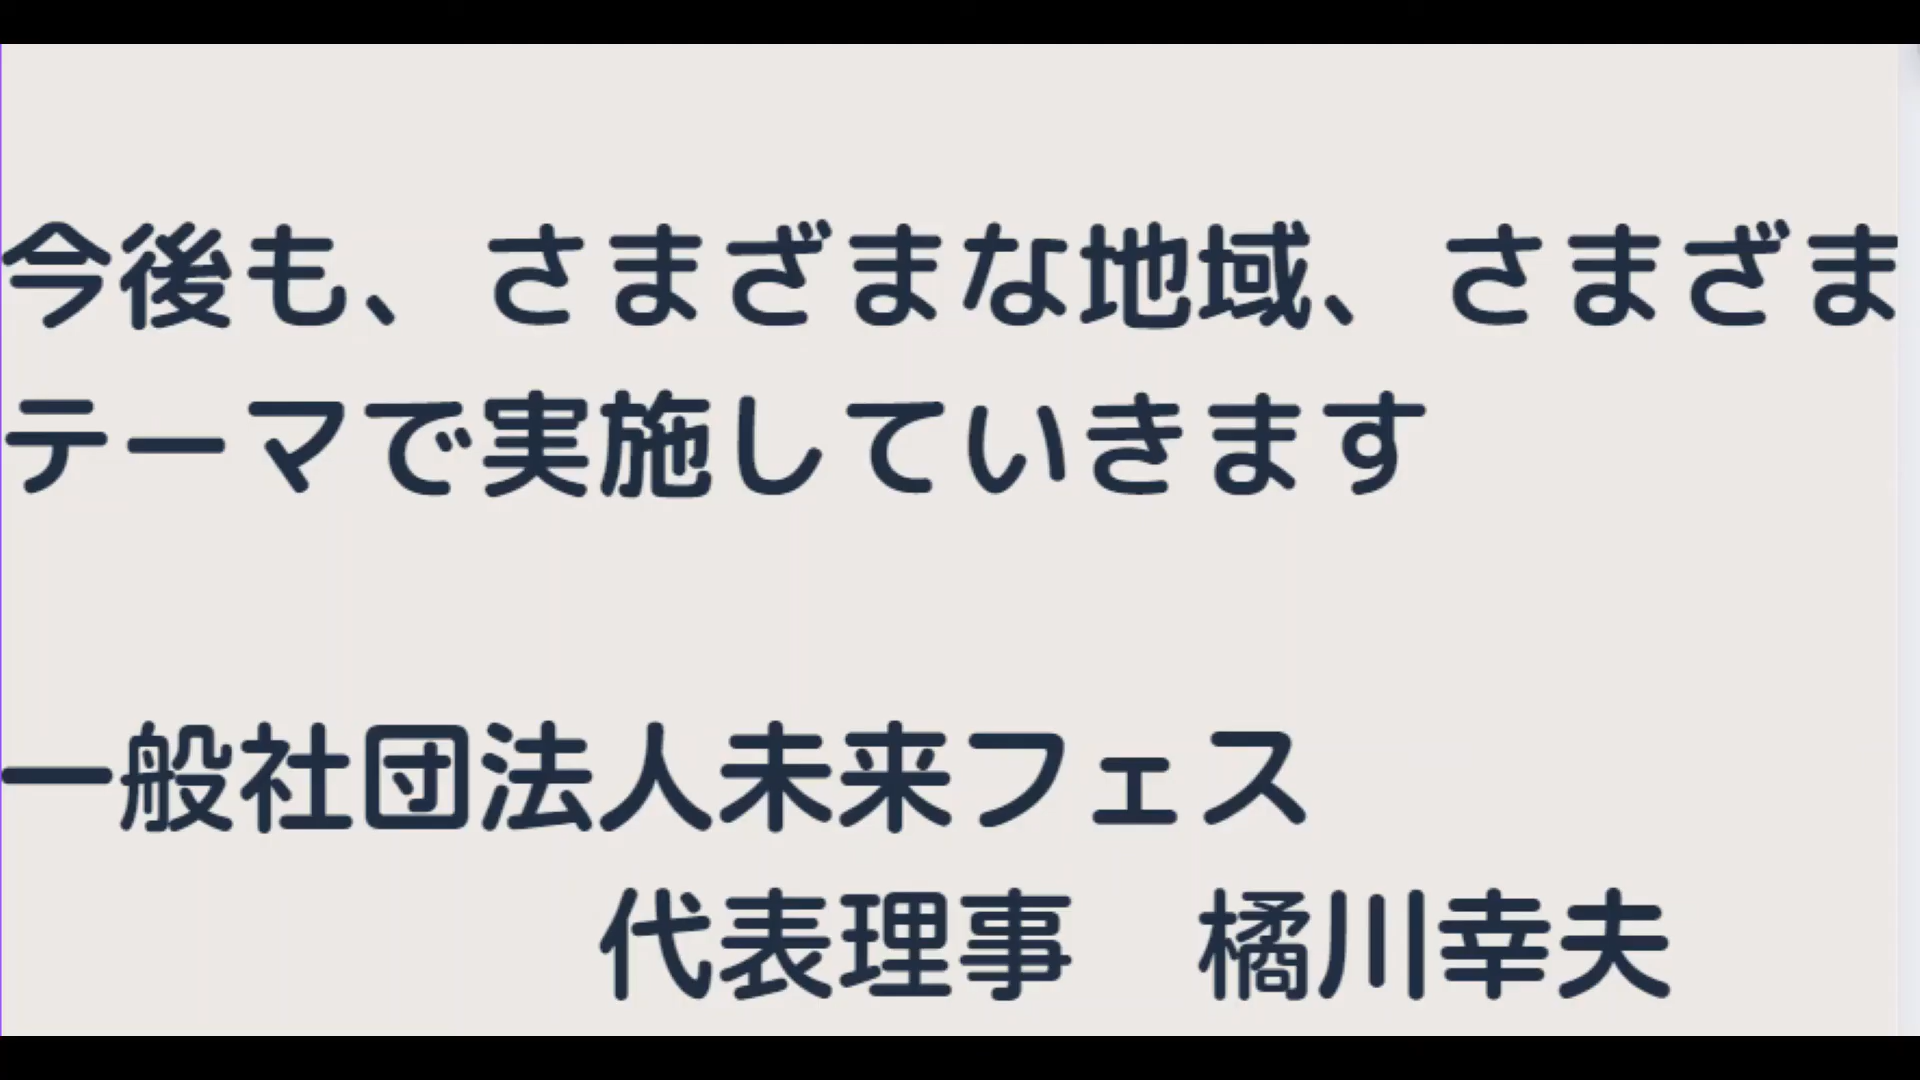 今後も、さまざまな地域、さまざま
テーマで実施していきます
一般社団法人未来フェス
代表理事　橘川幸夫